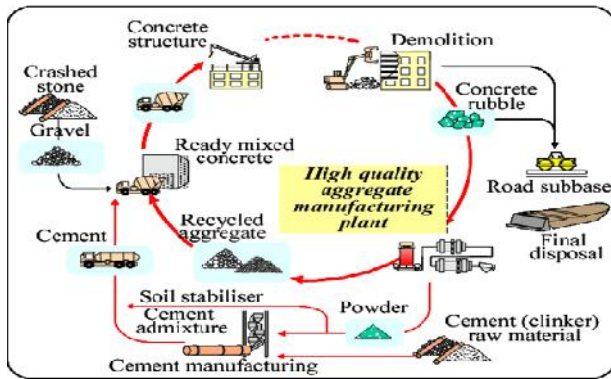 Concrete
structure
Demolition
Crashed
stone
Gravel
Concrete
rubble
Ready mixed
concrete
High quality
aggregate
manufacturing
plant
Road subbase
Recycled
aggregate
Cement
Final
disposal
Soil stabiliser
Cement
admixture
Powder
Cement (clinker)
raw material
Cement manufacturing